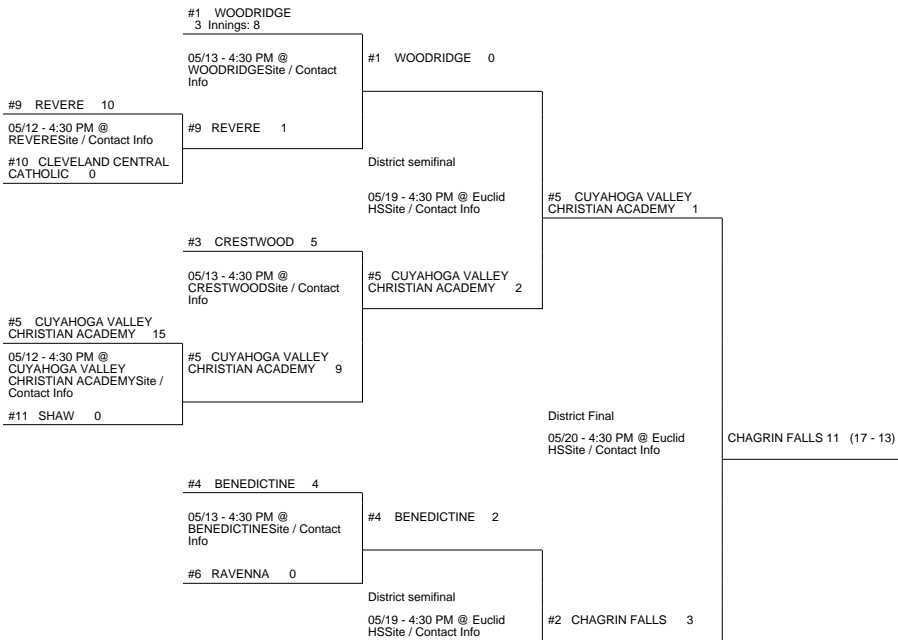 #1 WOODRIDGE
3 Innings: 8
05/13 - 4:30 PM @
WOODRIDGESite / Contact
Info
#1 WOODRIDGE 0
#9 REVERE 10
05/12 - 4:30 PM @
REVERESite / Contact Info
#9 REVERE 1
#10 CLEVELAND CENTRAL
CATHOLIC 0
District semifinal
05/19 - 4:30 PM @ Euclid
HSSite / Contact Info
#5 CUYAHOGA VALLEY
CHRISTIAN ACADEMY 1
#3 CRESTWOOD 5
05/13 - 4:30 PM @
CRESTWOODSite / Contact
Info
#5 CUYAHOGA VALLEY
CHRISTIAN ACADEMY 2
#5 CUYAHOGA VALLEY
CHRISTIAN ACADEMY 15
05/12 - 4:30 PM @
CUYAHOGA VALLEY
CHRISTIAN ACADEMYSite /
Contact Info
#5 CUYAHOGA VALLEY
CHRISTIAN ACADEMY 9
#11 SHAW 0
District Final
05/20 - 4:30 PM @ Euclid
HSSite / Contact Info
CHAGRIN FALLS 11 (17 - 13)
#4 BENEDICTINE 4
05/13 - 4:30 PM @
BENEDICTINESite / Contact
Info
#4 BENEDICTINE 2
#6 RAVENNA 0
District semifinal
05/19 - 4:30 PM @ Euclid
HSSite / Contact Info
#2 CHAGRIN FALLS 3